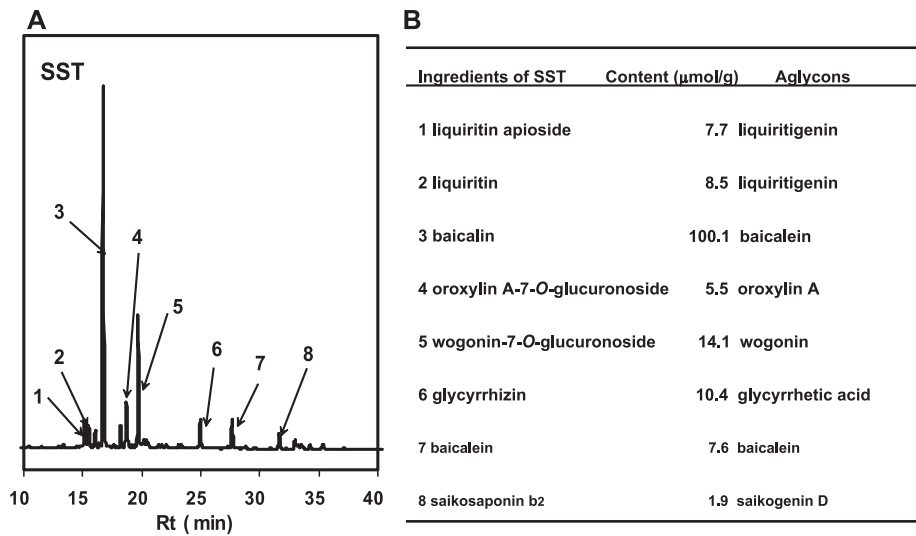 A
SST
3
4
5
2
1
6
7
8
10 15 20 25 30 35 40
Rt ( min)
B
Ingredients of SST Content (μmol/g) Aglycons
1 liquiritin apioside 7.7 liquiritigenin
2 liquiritin 8.5 liquiritigenin
3 baicalin 100.1 baicalein
4 oroxylin A-7-O-glucuronoside 5.5 oroxylin A
5 wogonin-7-O-glucuronoside 14.1 wogonin
6 glycyrrhizin 10.4 glycyrrhetic acid
7 baicalein 7.6 baicalein
8 saikosaponin b2 1.9 saikogenin D